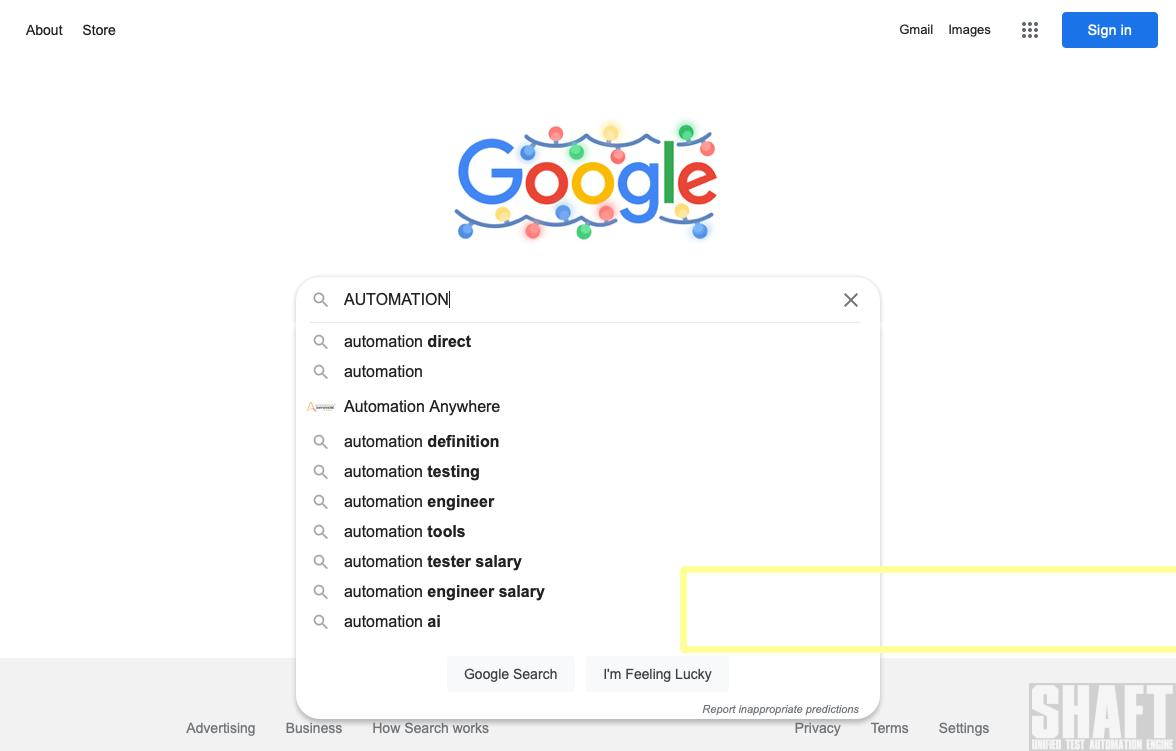 About Store
Gmail Images
Sign in
Google
AUTOMATION
automation direct
automation
Automation Anywhere
automation definition
automation testing
automation engineer
automation tools
automation tester salary
automation engineer salary
automation ai
Google Search
I'm Feeling Lucky
Report inappropriate predictions
Advertising Business How Search works
Privacy Terms Settings
SHAFT
UNIFIED TEST AUTOMATION ENGINE